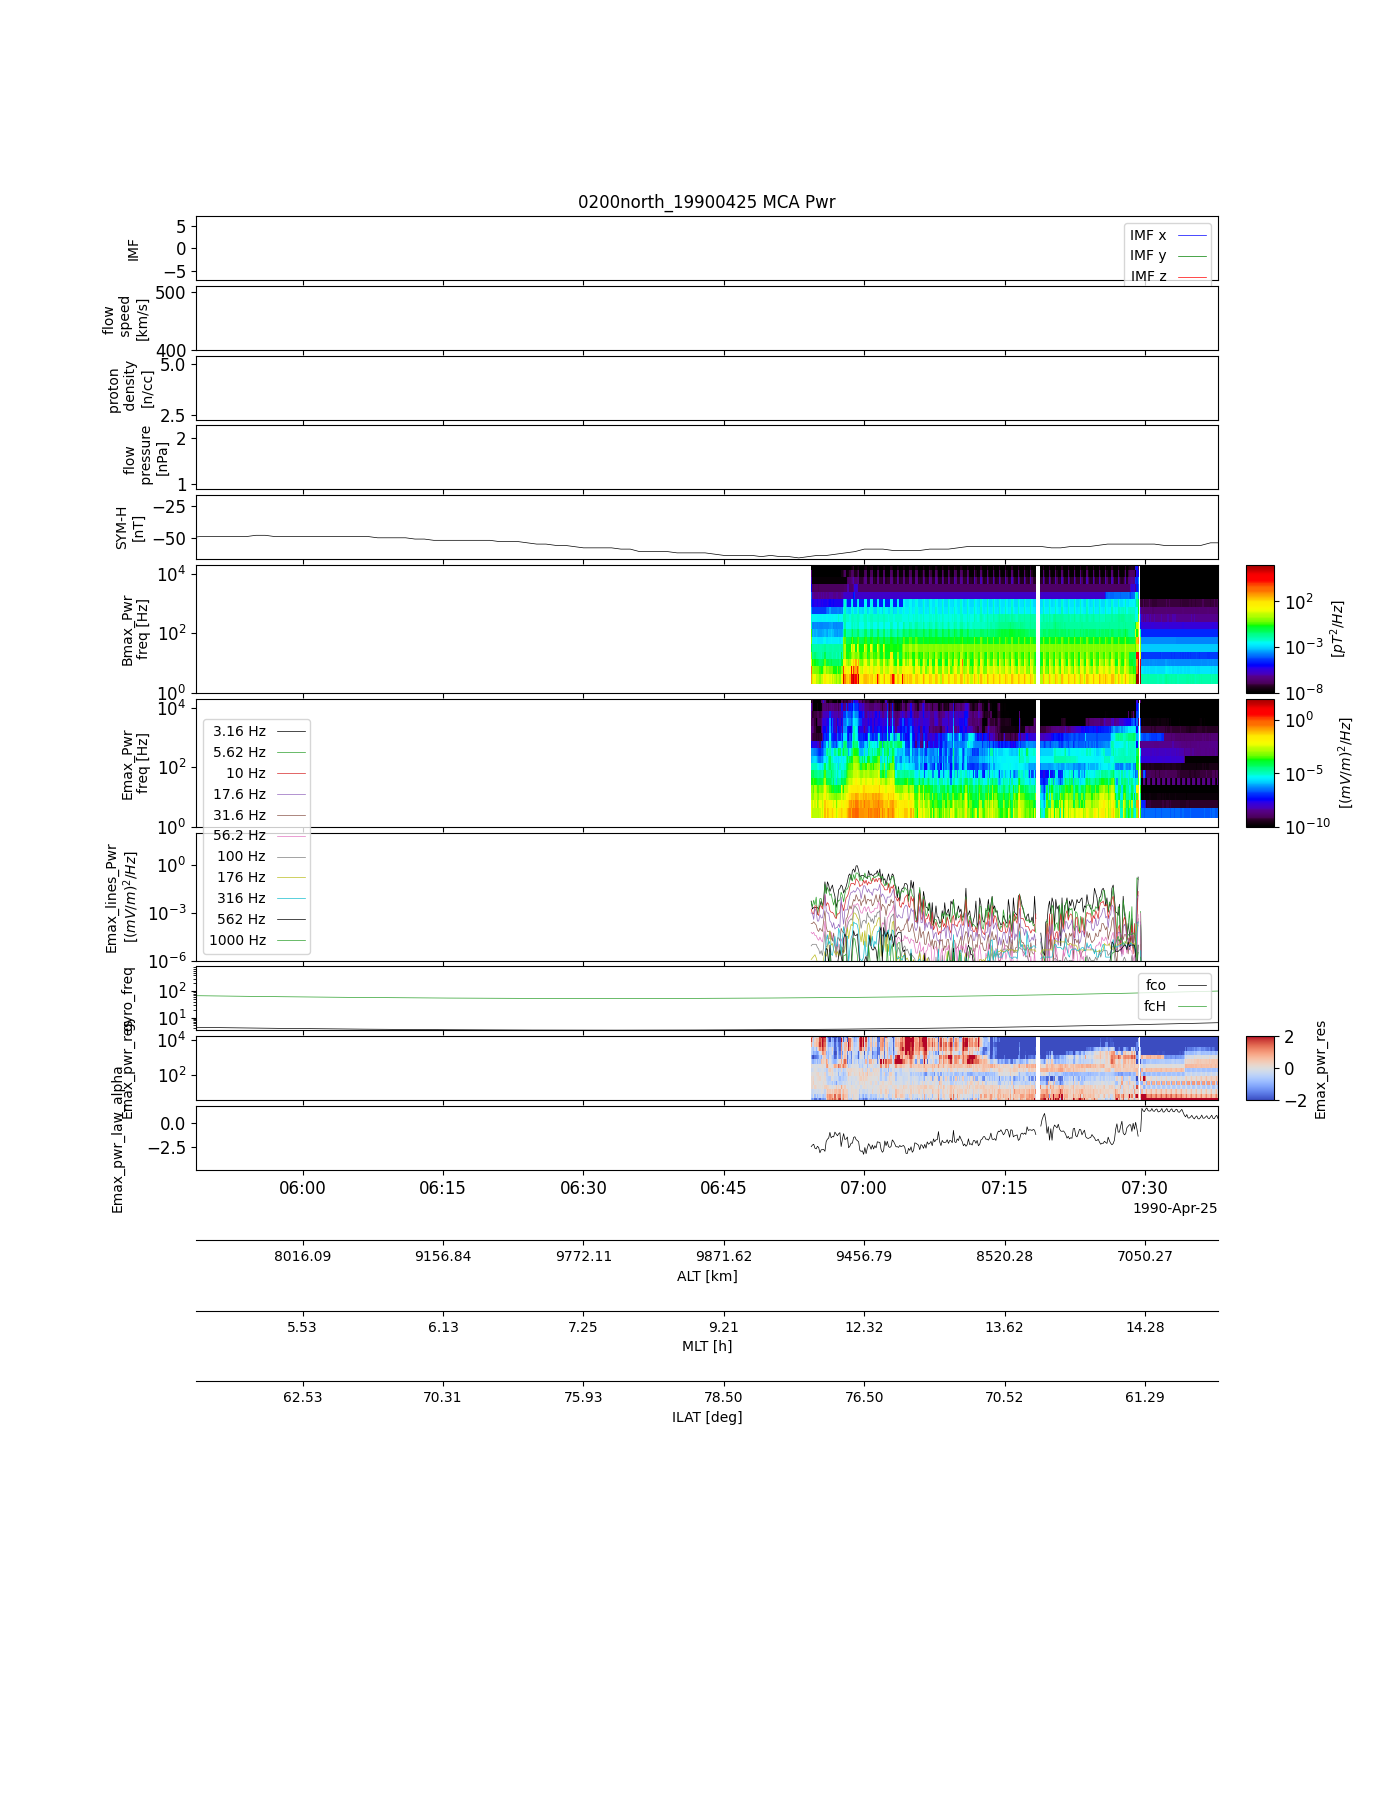 0200north_19900425 MCA Pwr
5
0
−5
IMF
IMF x
IMF y
IMF z
500
400
flow
speed
[km/s]
5.0
2.5
proton
density
[n/cc]
2
1
flow
pressure
[nPa]
−25
−50
SYM-H
[nT]
10^4
10^2
10^0
Bmax_Pwr
freq [Hz]
10^2
10^−3
10^−8
[pT^2/Hz]
10^4
10^2
10^0
Emax_Pwr
freq [Hz]
10^0
10^−5
10^−10
[(mV/m)^2/Hz]
3.16 Hz
5.62 Hz
10 Hz
17.6 Hz
31.6 Hz
56.2 Hz
100 Hz
176 Hz
316 Hz
562 Hz
1000 Hz
10^0
10^−3
10^−6
Emax_lines_Pwr
[(mV/m)^2/Hz]
10^2
10^1
gyro_freq
fco
fcH
10^4
10^2
Emax_pwr_res
2
0
−2
Emax_pwr_res
0.0
−2.5
Emax_pwr_law_alpha
06:00 06:15 06:30 06:45 07:00 07:15 07:30
1990-Apr-25
8016.09 9156.84 9772.11 9871.62 9456.79 8520.28 7050.27
ALT [km]
5.53 6.13 7.25 9.21 12.32 13.62 14.28
MLT [h]
62.53 70.31 75.93 78.50 76.50 70.52 61.29
ILAT [deg]